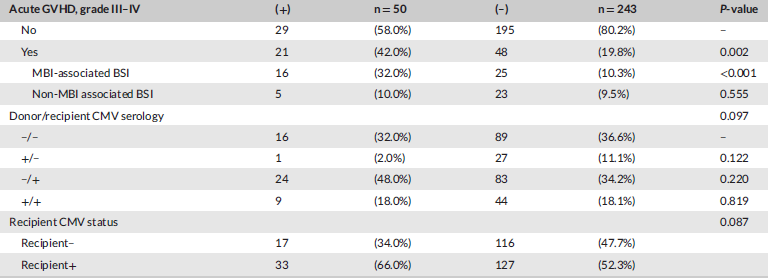 Acute GVHD, grade III–IV (+) n = 50 (–) n = 243 P-value
No 29 (58.0%) 195 (80.2%) –
Yes 21 (42.0%) 48 (19.8%) 0.002
MBI-associated BSI 16 (32.0%) 25 (10.3%) <0.001
Non-MBI associated BSI 5 (10.0%) 23 (9.5%) 0.555
Donor/recipient CMV serology 0.097
–/– 16 (32.0%) 89 (36.6%) –
+/– 1 (2.0%) 27 (11.1%) 0.122
–/+ 24 (48.0%) 83 (34.2%) 0.220
+/+ 9 (18.0%) 44 (18.1%) 0.819
Recipient CMV status 0.087
Recipient– 17 (34.0%) 116 (47.7%)
Recipient+ 33 (66.0%) 127 (52.3%)